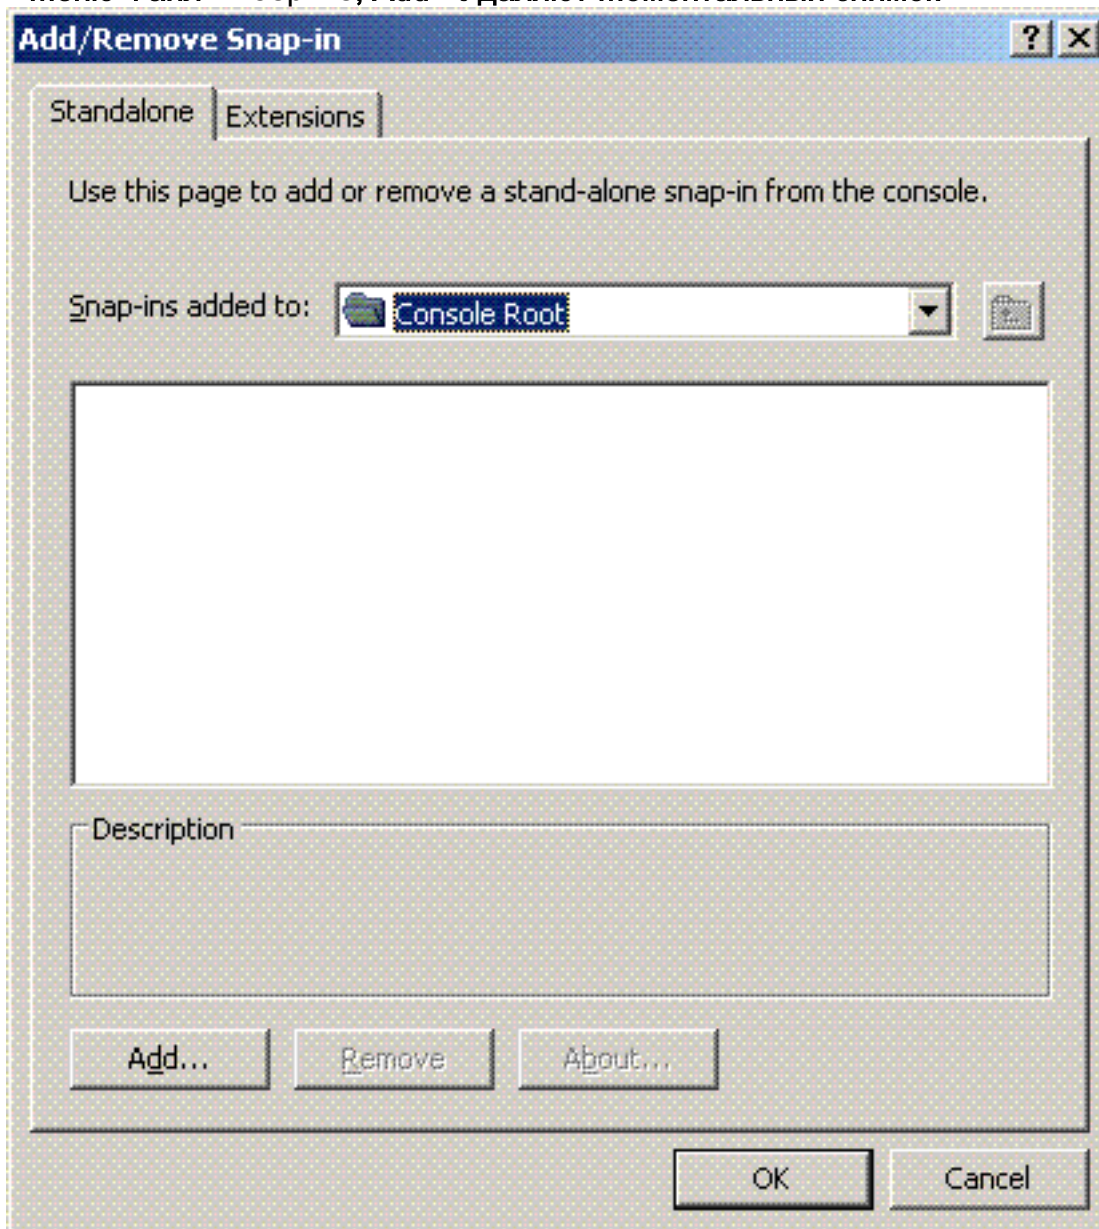 Add/Remove Snap-in
Standalone
Extensions
Use this page to add or remove a stand-alone snap-in from the console.
Snap-ins added to:
Console Root
Description
Add...
Remove
About...
OK
Cancel